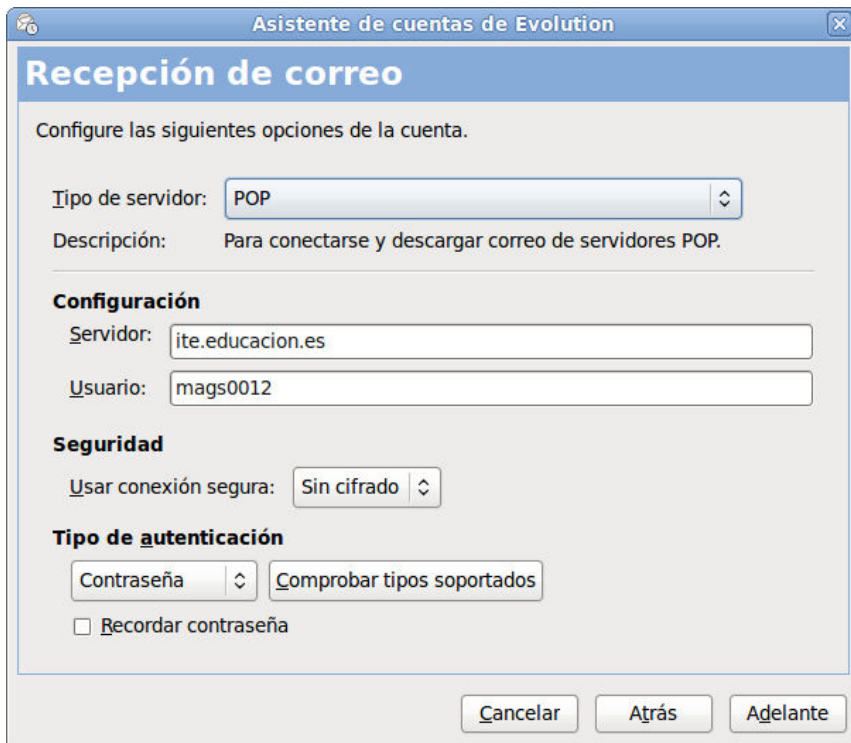 Asistente de cuentas de Evolution
Recepción de correo
Configure las siguientes opciones de la cuenta.
Tipo de servidor: POP
Descripción: Para conectarse y descargar correo de servidores POP.
Configuración
Servidor: ite.educacion.es
Usuario: mags0012
Seguridad
Usar conexión segura: Sin cifrado
Tipo de autenticación
Contraseña Comprobar tipos soportados
Recordar contraseña
Cancelar Atrás Adelante